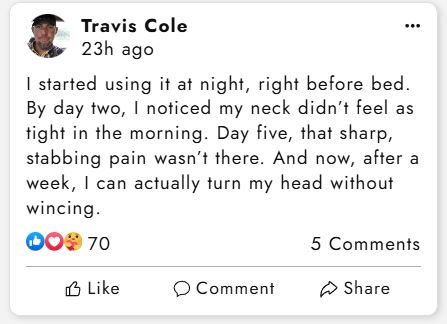 Travis Cole
23h ago
I started using it at night, right before bed.
By day two, I noticed my neck didn’t feel as
tight in the morning. Day five, that sharp,
stabbing pain wasn’t there. And now, after a
week, I can actually turn my head without
wincing.
70 5 Comments
Like Comment Share